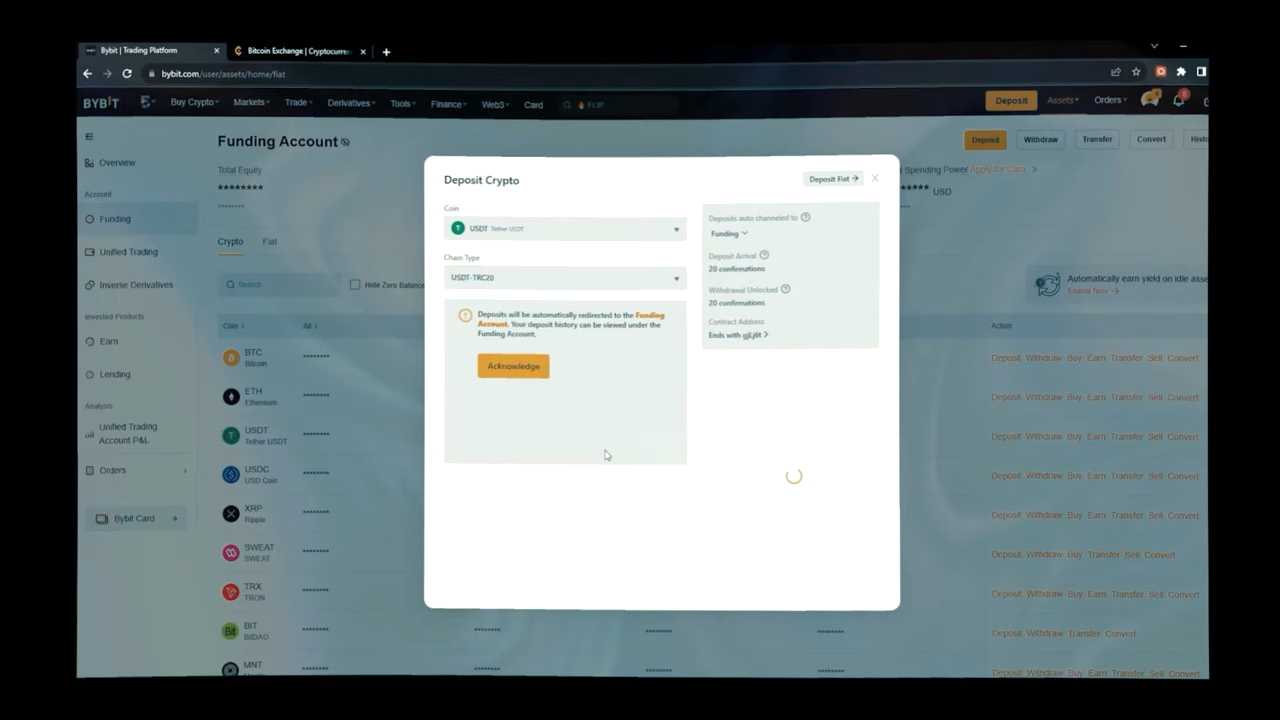 Bybit | Trading Platform
Bitcoin Exchange | Cryptocurre
bybit.com/user/assets/home/fiat
BYBIT
Buy Crypto
Markets
Trade
Derivatives
Tools
Finance
Web3
Card
FLIP
Deposit
Assets
Orders
Funding Account
Deposit
Withdraw
Transfer
Convert
Histo
Overview
Total Equity
Spending Power Apply for Card
********
***** USD
Account
Funding
Unified Trading
Inverse Derivatives
Invested Products
Earn
Lending
Analysis
Unified Trading
Account P&L
Orders
Bybit Card
Crypto
Fiat
Search
Hide Zero Balance
Automatically earn yield on idle asse
Enable Now
Coin
All
Action
BTC
Bitcoin
********
Deposit Withdraw Buy Earn Transfer Sell Convert
ETH
Ethereum
********
Deposit Withdraw Buy Earn Transfer Sell Convert
USDT
Tether USDT
********
Deposit Withdraw Buy Earn Transfer Sell Convert
USDC
USD Coin
********
Deposit Withdraw Buy Earn Transfer Sell Convert
XRP
Ripple
********
Deposit Withdraw Buy Earn Transfer Sell Convert
SWEAT
SWEAT
********
Deposit Withdraw Buy Transfer Sell Convert
TRX
TRON
********
Deposit Withdraw Buy Earn Transfer Sell Convert
BIT
BitDAO
******** ******** ******** ********
Deposit Withdraw Transfer Convert
MNT
******** ******** ******** ********
Deposit Withdraw Buy Earn Transfer Sell Convert
Deposit Crypto
Deposit Fiat
Coin
USDT Tether USDT
Chain Type
USDT-TRC20
Deposits will be automatically redirected to the Funding
Account. Your deposit history can be viewed under the
Funding Account.
Acknowledge
Deposits auto channeled to
Funding
Deposit Arrival
20 confirmations
Withdrawal Unlocked
20 confirmations
Contract Address
Ends with gjLj6t